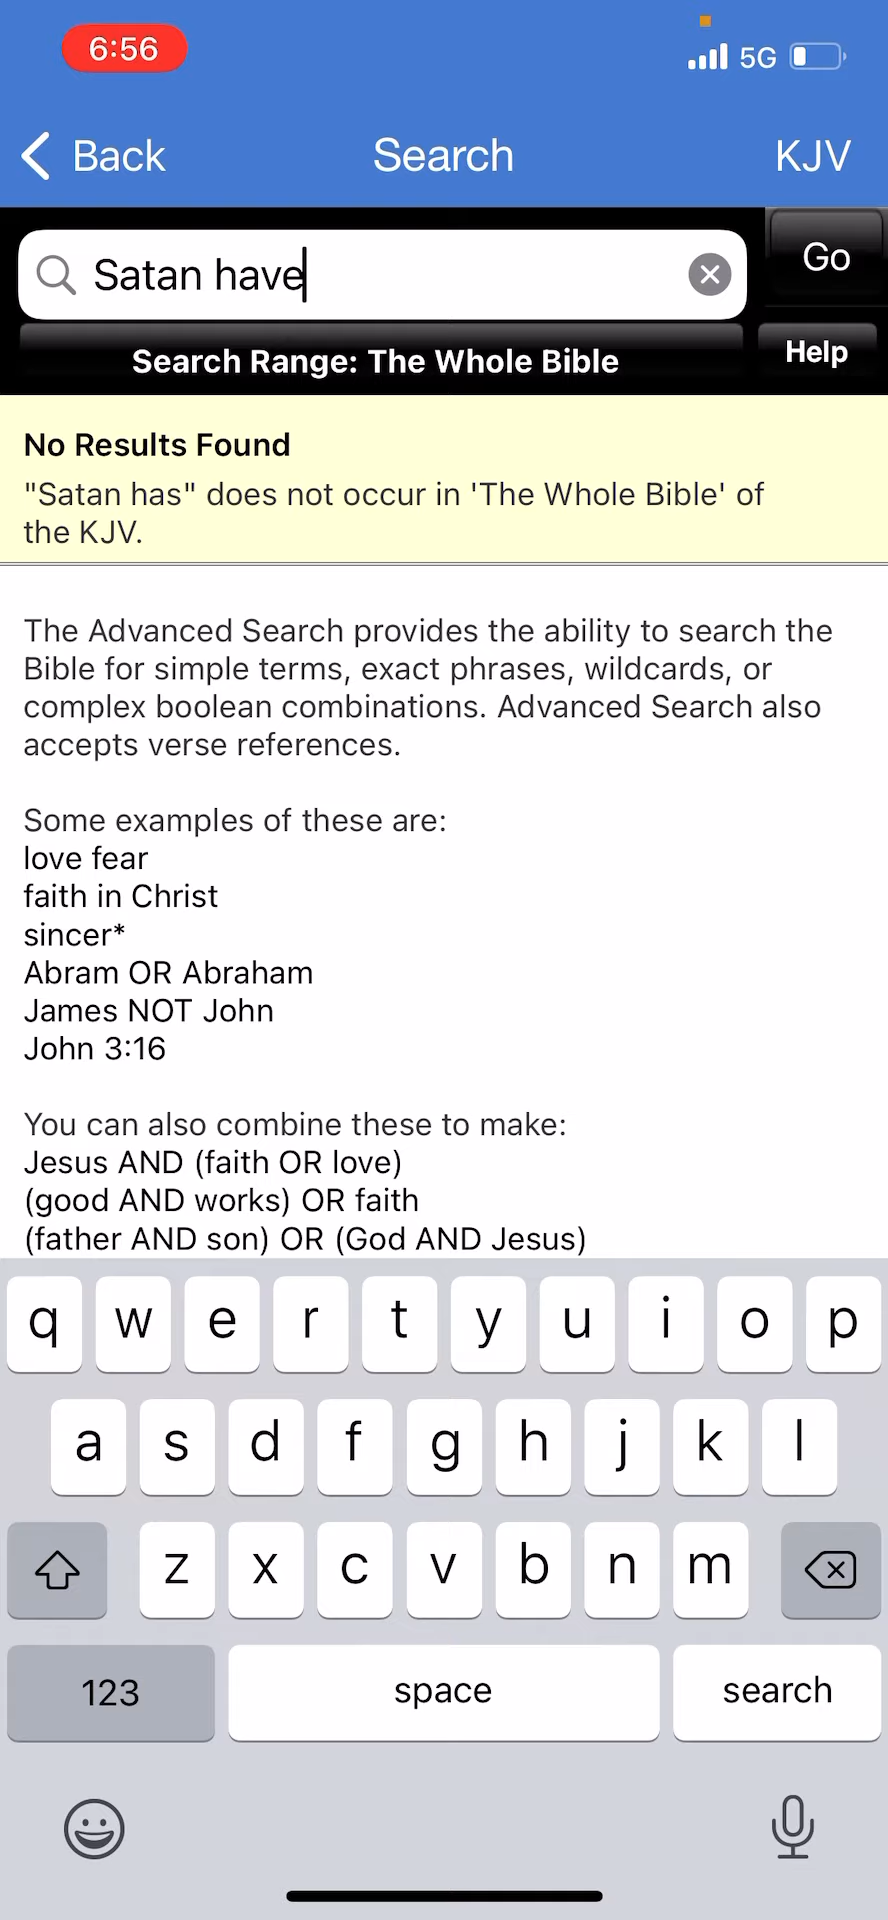 6:56
5G
Back
Search
KJV
Satan have
Go
Search Range: The Whole Bible
Help
No Results Found
"Satan has" does not occur in 'The Whole Bible' of
the KJV.
The Advanced Search provides the ability to search the
Bible for simple terms, exact phrases, wildcards, or
complex boolean combinations. Advanced Search also
accepts verse references.
Some examples of these are:
love fear
faith in Christ
sincer*
Abram OR Abraham
James NOT John
John 3:16
You can also combine these to make:
Jesus AND (faith OR love)
(good AND works) OR faith
(father AND son) OR (God AND Jesus)
q w e r t y u i o p
a s d f g h j k l
z x c v b n m
123 space search